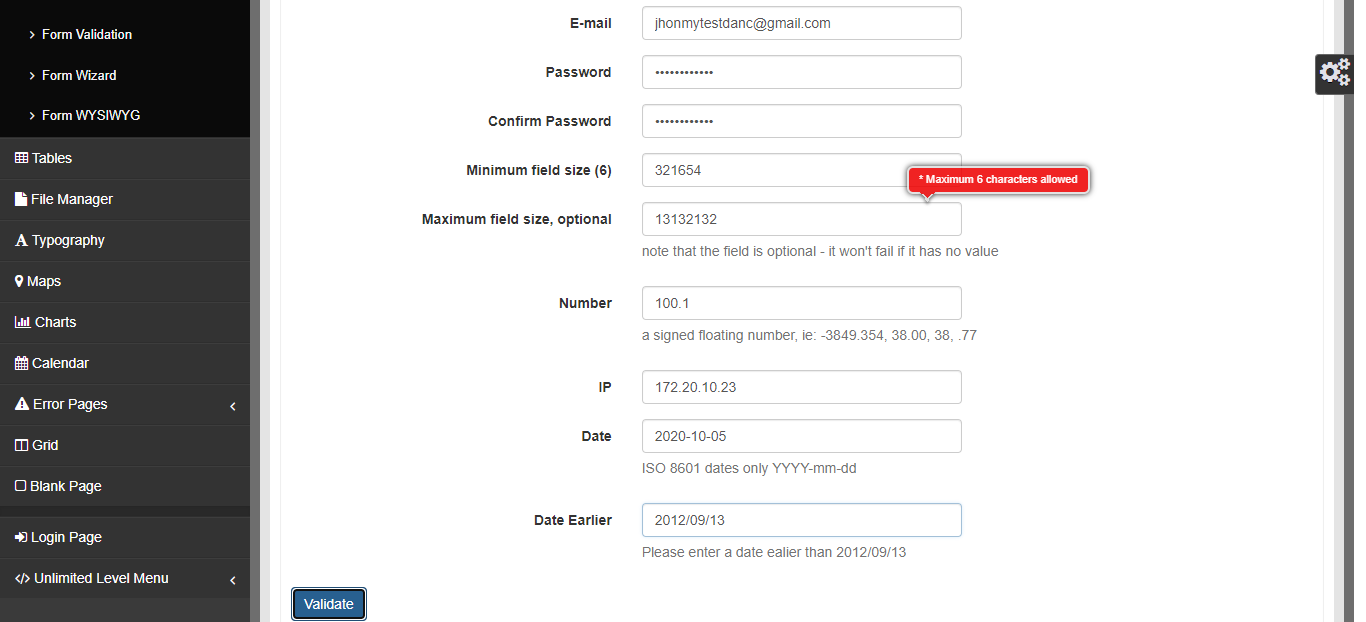 Form Validation
Form Wizard
Form WYSIWYG
Tables
File Manager
Typography
Maps
Charts
Calendar
Error Pages
Grid
Blank Page
Login Page
Unlimited Level Menu
E-mail jhonmytestdanc@gmail.com
Password ••••••••••••
Confirm Password ••••••••••••
Minimum field size (6) 321654
* Maximum 6 characters allowed
Maximum field size, optional 13132132
note that the field is optional - it won't fail if it has no value
Number 100.1
a signed floating number, ie: -3849.354, 38.00, 38, .77
IP 172.20.10.23
Date 2020-10-05
ISO 8601 dates only YYYY-mm-dd
Date Earlier 2012/09/13
Please enter a date ealier than 2012/09/13
Validate